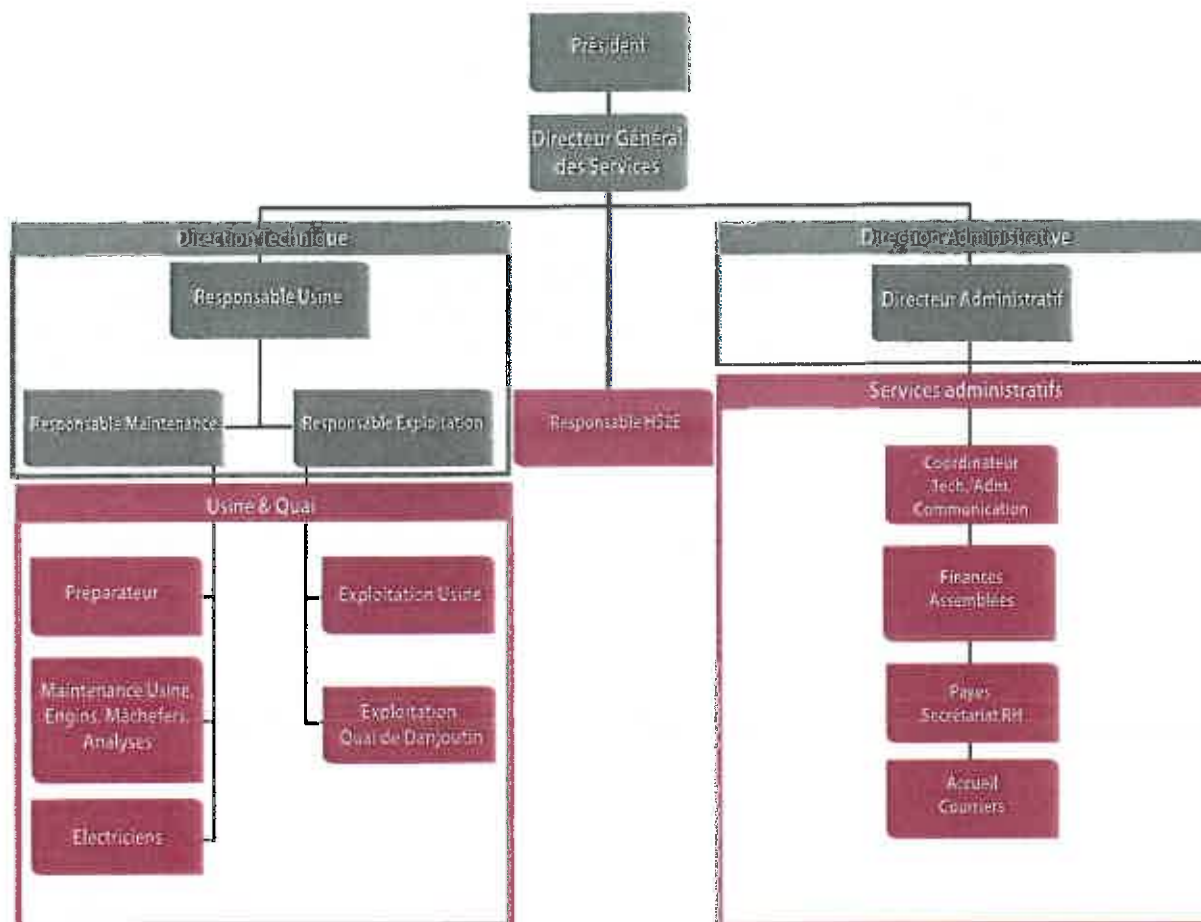 Président
Directeur Général
des Services
Direction Technique
Responsable Usine
Responsable Maintenance
Responsable Exploitation
Responsable HS2E
Direction Administrative
Directeur Administratif
Usine & Quai
Préparateur
Maintenance Usine,
Engins, Mâchefers,
Analyses
Electriciens
Exploitation Usine
Exploitation
Quai de Danjoutin
Services administratifs
Coordinateur
Tech. Adm.
Communication
Finances
Assemblées
Payes
Secrétariat RH
Accueil
Courriers